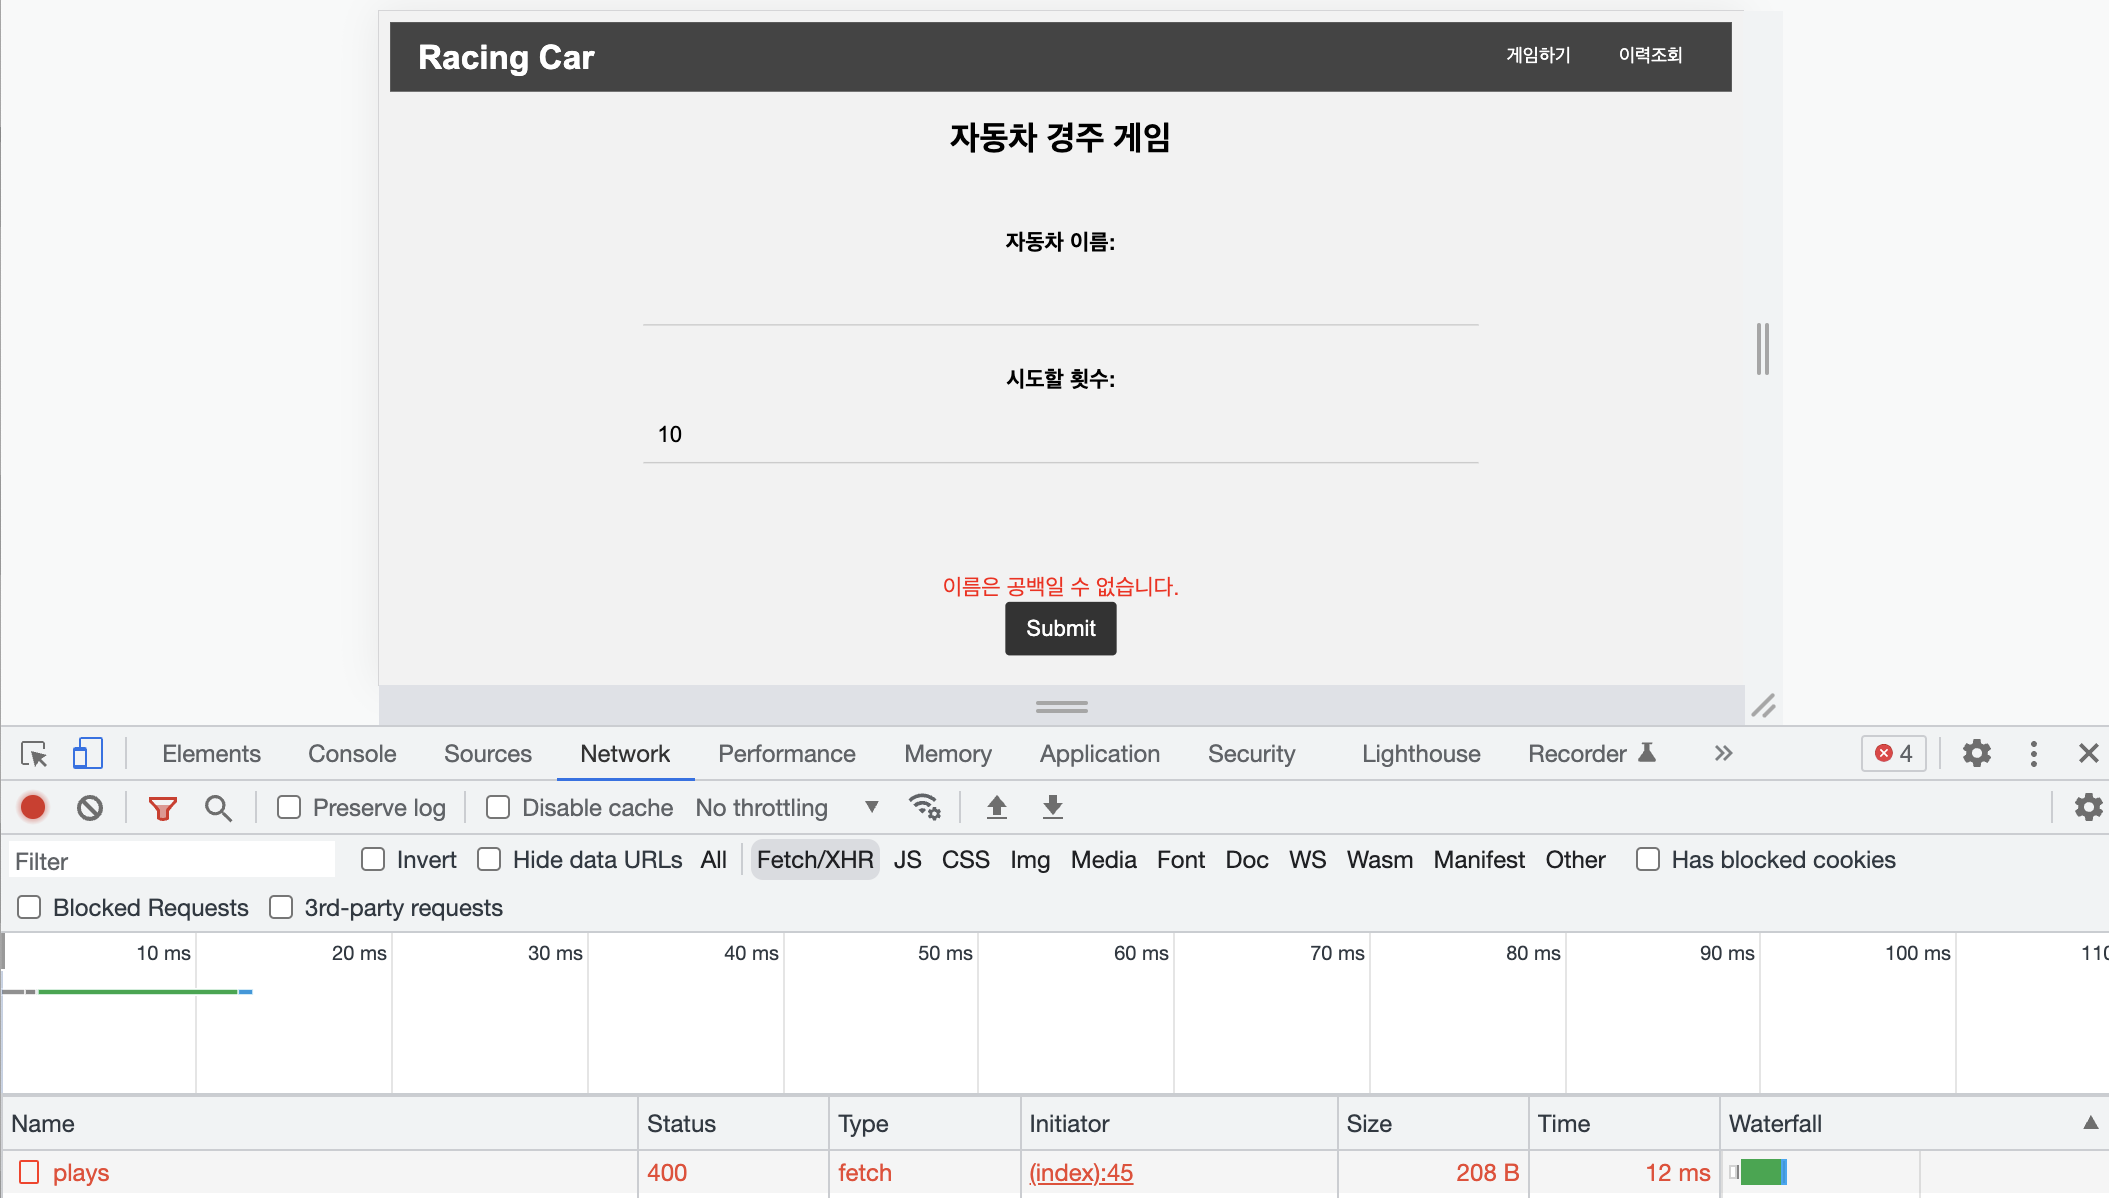 Racing Car 게임하기 이력조회
자동차 경주 게임
자동차 이름:
시도할 횟수:
10
이름은 공백일 수 없습니다.
Submit
Elements Console Sources Network Performance Memory Application Security Lighthouse Recorder 4
Preserve log Disable cache No throttling
Filter Invert Hide data URLs All Fetch/XHR JS CSS Img Media Font Doc WS Wasm Manifest Other Has blocked cookies
Blocked Requests 3rd-party requests
10 ms 20 ms 30 ms 40 ms 50 ms 60 ms 70 ms 80 ms 90 ms 100 ms 110
Name Status Type Initiator Size Time Waterfall
plays 400 fetch (index):45 208 B 12 ms